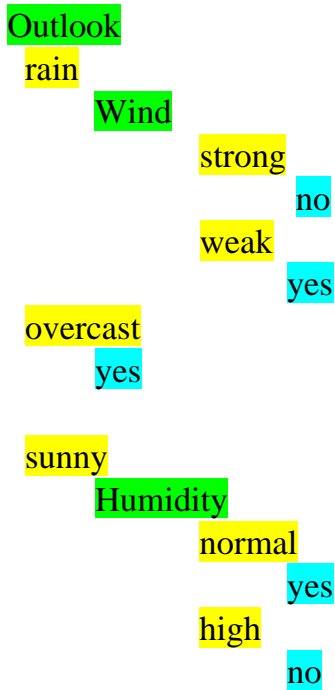 Outlook
rain
Wind
strong
no
weak
yes
overcast
yes
sunny
Humidity
normal
yes
high
no